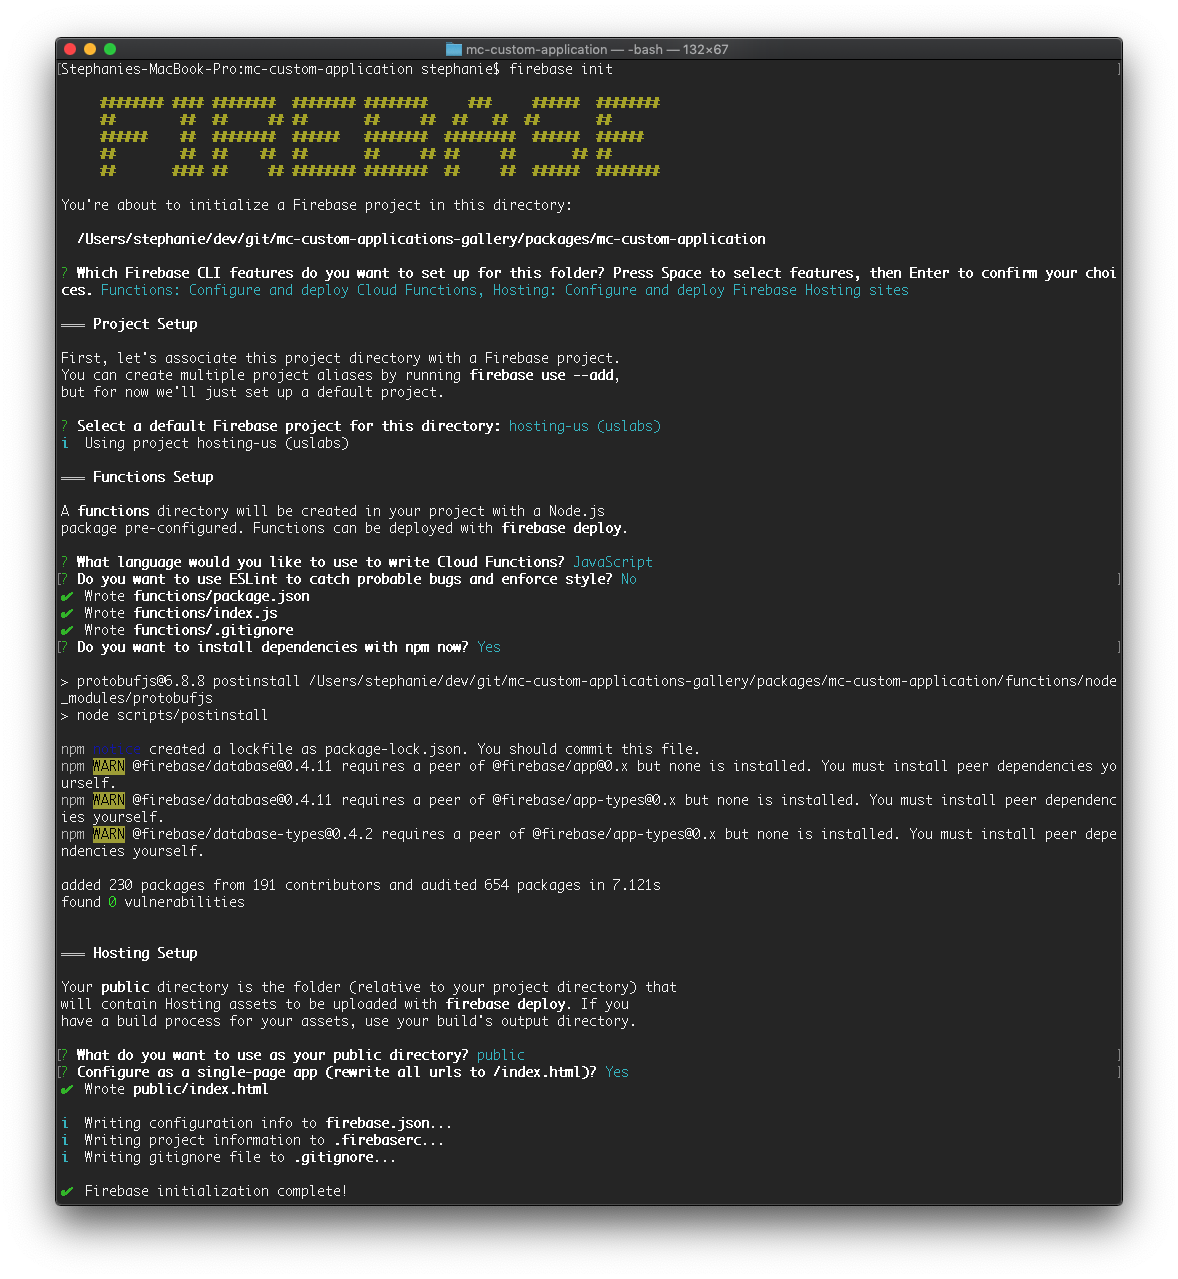 mc-custom-application — -bash — 132×67
[Stephanies-MacBook-Pro:mc-custom-application stephanie$ firebase init ]
FIREBASE
You're about to initialize a Firebase project in this directory:
/Users/stephanie/dev/git/mc-custom-applications-gallery/packages/mc-custom-application
? Which Firebase CLI features do you want to set up for this folder? Press Space to select features, then Enter to confirm your choi
ces. Functions: Configure and deploy Cloud Functions, Hosting: Configure and deploy Firebase Hosting sites
=== Project Setup
First, let's associate this project directory with a Firebase project.
You can create multiple project aliases by running firebase use --add,
but for now we'll just set up a default project.
? Select a default Firebase project for this directory: hosting-us (uslabs)
i Using project hosting-us (uslabs)
=== Functions Setup
A functions directory will be created in your project with a Node.js
package pre-configured. Functions can be deployed with firebase deploy.
? What language would you like to use to write Cloud Functions? JavaScript
[? Do you want to use ESLint to catch probable bugs and enforce style? No ]
✔ Wrote functions/package.json
✔ Wrote functions/index.js
✔ Wrote functions/.gitignore
[? Do you want to install dependencies with npm now? Yes ]
> protobufjs@6.8.8 postinstall /Users/stephanie/dev/git/mc-custom-applications-gallery/packages/mc-custom-application/functions/node
_modules/protobufjs
> node scripts/postinstall
npm notice created a lockfile as package-lock.json. You should commit this file.
npm WARN @firebase/database@0.4.11 requires a peer of @firebase/app@0.x but none is installed. You must install peer dependencies yo
urself.
npm WARN @firebase/database@0.4.11 requires a peer of @firebase/app-types@0.x but none is installed. You must install peer dependenc
ies yourself.
npm WARN @firebase/database-types@0.4.2 requires a peer of @firebase/app-types@0.x but none is installed. You must install peer depe
ndencies yourself.
added 230 packages from 191 contributors and audited 654 packages in 7.121s
found 0 vulnerabilities
=== Hosting Setup
Your public directory is the folder (relative to your project directory) that
will contain Hosting assets to be uploaded with firebase deploy. If you
have a build process for your assets, use your build's output directory.
[? What do you want to use as your public directory? public ]
[? Configure as a single-page app (rewrite all urls to /index.html)? Yes ]
✔ Wrote public/index.html
i Writing configuration info to firebase.json...
i Writing project information to .firebaserc...
i Writing gitignore file to .gitignore...
✔ Firebase initialization complete!